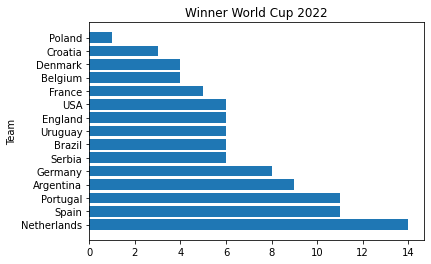 Winner World Cup 2022
Team
Poland
Croatia
Denmark
Belgium
France
USA
England
Uruguay
Brazil
Serbia
Germany
Argentina
Portugal
Spain
Netherlands
0 2 4 6 8 10 12 14